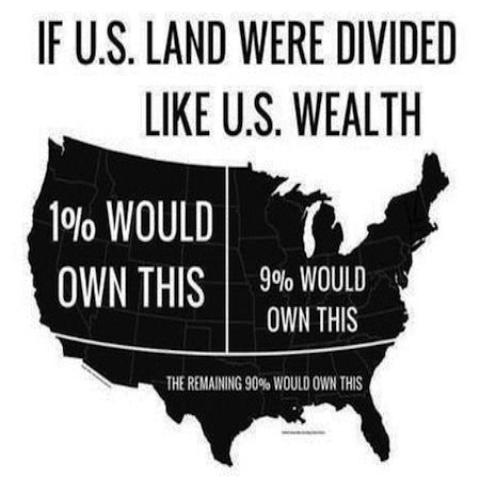 IF U.S. LAND WERE DIVIDED
LIKE U.S. WEALTH
1% WOULD
OWN THIS
9% WOULD
OWN THIS
THE REMAINING 90% WOULD OWN THIS